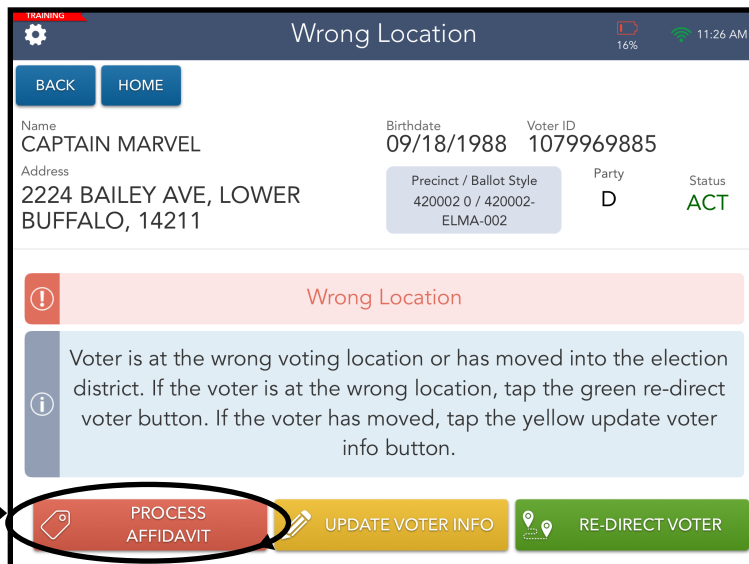 TRAINING
Wrong Location
16%
11:26 AM
BACK
HOME
Name
CAPTAIN MARVEL
Birthdate
09/18/1988
Voter ID
1079969885
Address
2224 BAILEY AVE, LOWER
BUFFALO, 14211
Precinct / Ballot Style
420002 0 / 420002-
ELMA-002
Party
D
Status
ACT
Wrong Location
Voter is at the wrong voting location or has moved into the election
district. If the voter is at the wrong location, tap the green re-direct
voter button. If the voter has moved, tap the yellow update voter
info button.
PROCESS
AFFIDAVIT
UPDATE VOTER INFO
RE-DIRECT VOTER